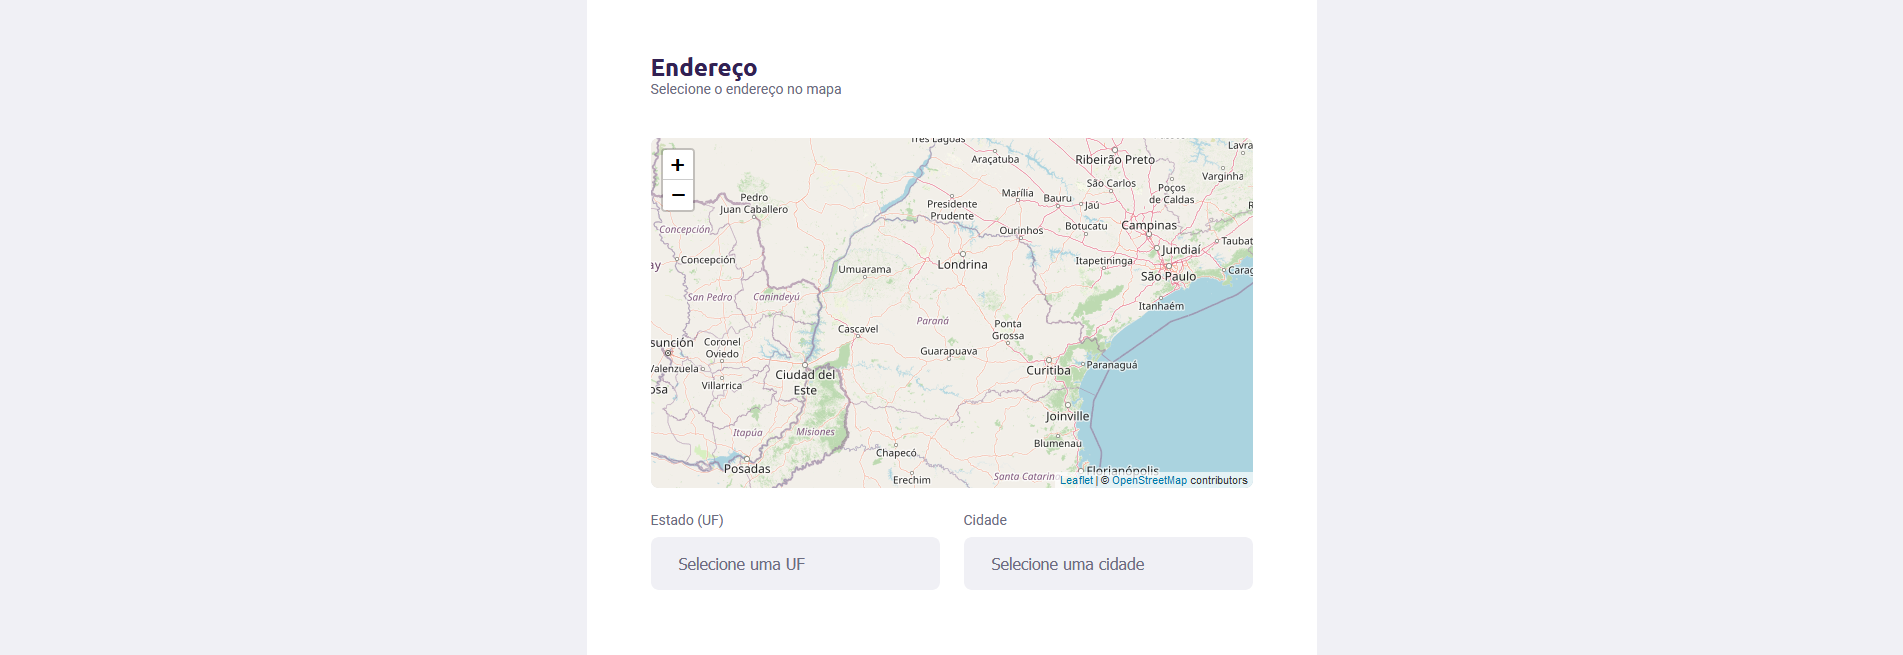 Endereço
Selecione o endereço no mapa
Três Lagoas
Araçatuba
Ribeirão Preto
Lavra
+
−
Pedro
Juan Caballero
Presidente
Prudente
Marília
Bauru
São Carlos
Jaú
Poços
de Caldas
Varginha
Concepción
Ourinhos
Botucatu
Campinas
R
ay
Concepción
Umuarama
Londrina
Itapetininga
Jundiaí
Taubat
São Paulo
Carag
San Pedro
Canindeyú
Itanhaém
Cascavel
Paraná
Ponta
Grossa
sunción
Coronel
Oviedo
Guarapuava
Valenzuela
Villarrica
osa
Ciudad del
Este
Curitiba
Paranaguá
Joinville
Itapúa
Misiones
Blumenau
Posadas
Chapecó
Erechim
Santa Catarin
Florianópolis
Leaflet | © OpenStreetMap contributors
Estado (UF)
Cidade
Selecione uma UF
Selecione uma cidade